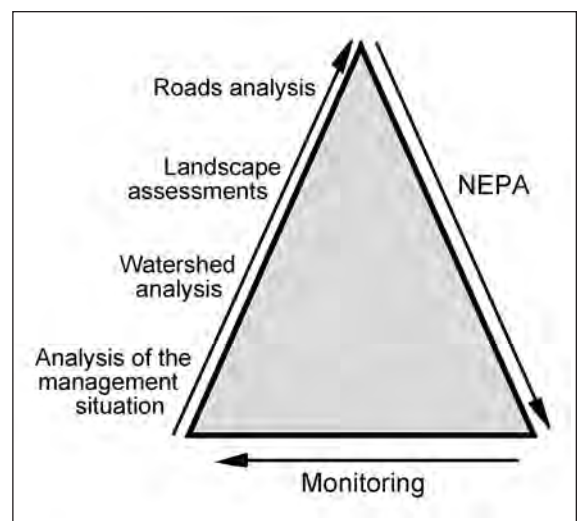 Roads analysis
Landscape
assessments
NEPA
Watershed
analysis
Analysis of the
management
situation
Monitoring